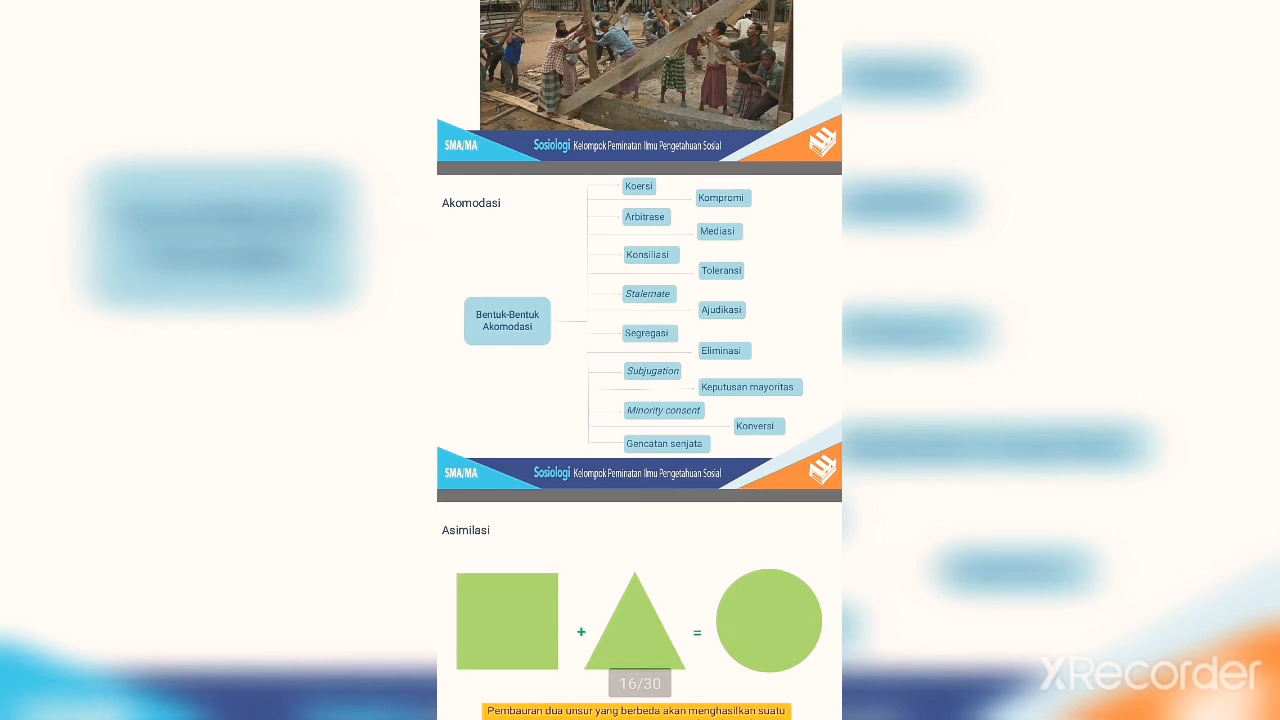 SMA/MA
Sosiologi Kelompok Peminatan Ilmu Pengetahuan Sosial
Akomodasi
Koersi
Kompromi
Arbitrase
Mediasi
Konsiliasi
Toleransi
Stalemate
Ajudikasi
Bentuk-Bentuk
Akomodasi
Segregasi
Eliminasi
Subjugation
Keputusan mayoritas
Minority consent
Konversi
Gencatan senjata
SMA/MA
Sosiologi Kelompok Peminatan Ilmu Pengetahuan Sosial
Asimilasi
+
=
16/30
Pembauran dua unsur yang berbeda akan menghasilkan suatu
XRecorder